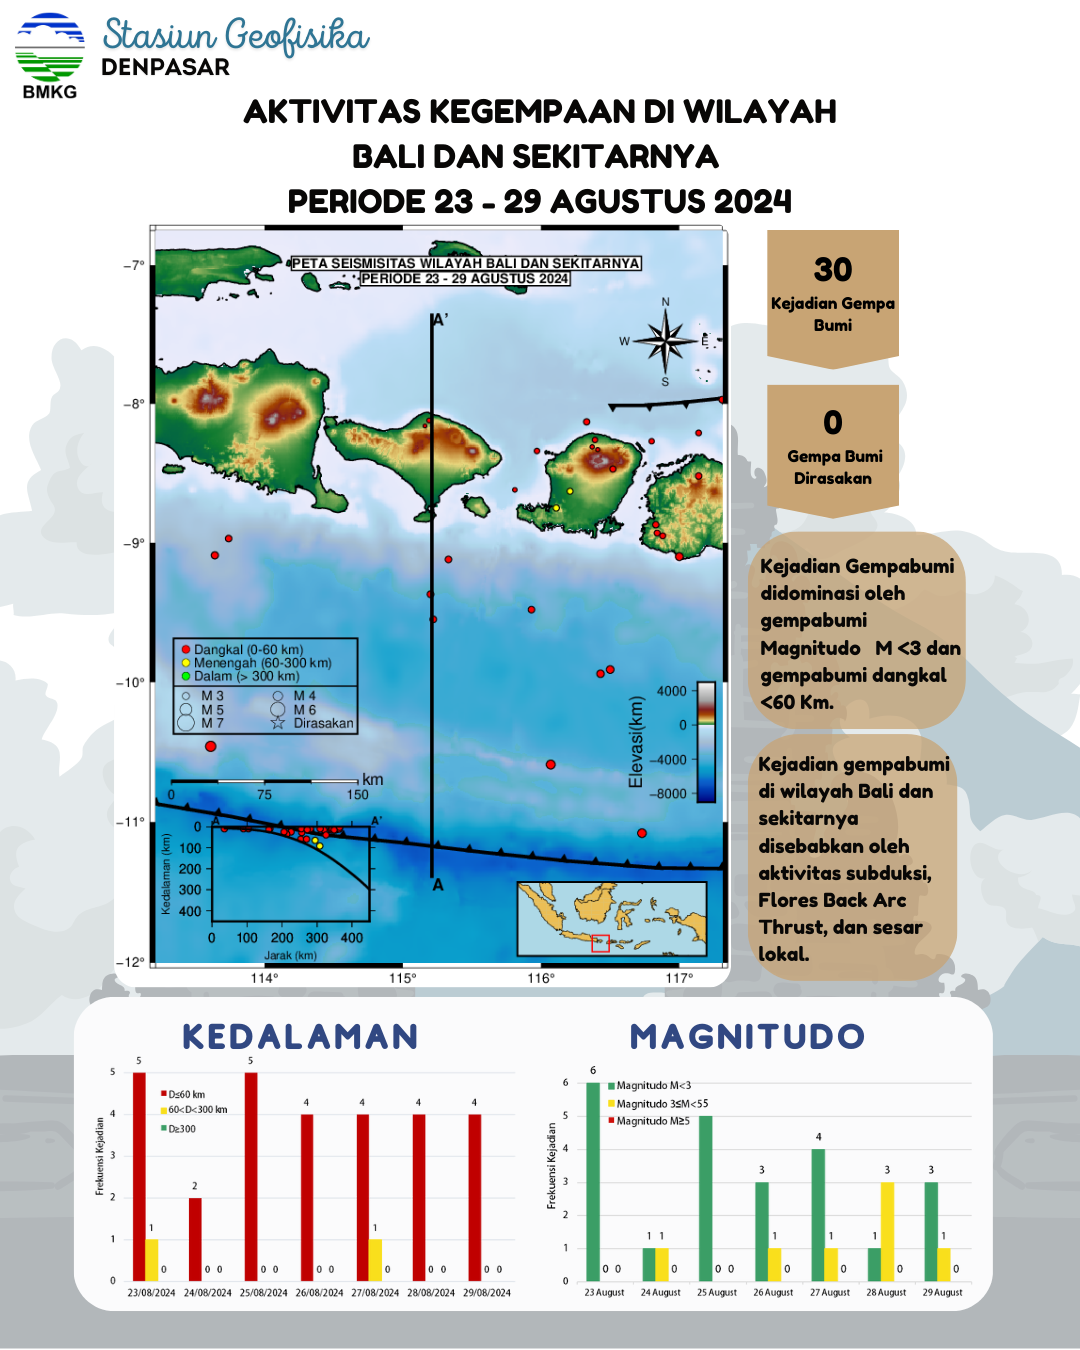 BMKG
Stasiun Geofisika
DENPASAR
AKTIVITAS KEGEMPAAN DI WILAYAH
BALI DAN SEKITARNYA
PERIODE 23 - 29 AGUSTUS 2024
PETA SEISMISITAS WILAYAH BALI DAN SEKITARNYA
PERIODE 23 - 29 AGUSTUS 2024
−7°
−8°
−9°
−10°
−11°
−12°
114°
115°
116°
117°
A'
A
N
W
E
S
Dangkal (0-60 km)
Menengah (60-300 km)
Dalam (> 300 km)
M 3
M 4
M 5
M 6
M 7
Dirasakan
km
0
75
150
Elevasi(km)
4000
0
−4000
−8000
A
A'
Kedalaman (km)
0
100
200
300
400
0
100
200
300
400
Jarak (km)
30
Kejadian Gempa
Bumi
0
Gempa Bumi
Dirasakan
Kejadian Gempabumi
didominasi oleh
gempabumi
Magnitudo M <3 dan
gempabumi dangkal
<60 Km.
Kejadian gempabumi
di wilayah Bali dan
sekitarnya
disebabkan oleh
aktivitas subduksi,
Flores Back Arc
Thrust, dan sesar
lokal.
KEDALAMAN
Frekuensi Kejadian
5
4
3
2
1
0
D≤60 km
60<D<300 km
D≥300
5 1 0
2 0 0
5 0 0
4 0 0
4 1 0
4 0 0
4 0 0
23/08/2024 24/08/2024 25/08/2024 26/08/2024 27/08/2024 28/08/2024 29/08/2024
MAGNITUDO
Frekuensi Kejadian
6
5
4
3
2
1
0
Magnitudo M<3
Magnitudo 3≤M<55
Magnitudo M≥5
6 0 0
1 1 0
0 0
3 1 0
4 1 0
1 3 0
3 1 0
23 August 24 August 25 August 26 August 27 August 28 August 29 August